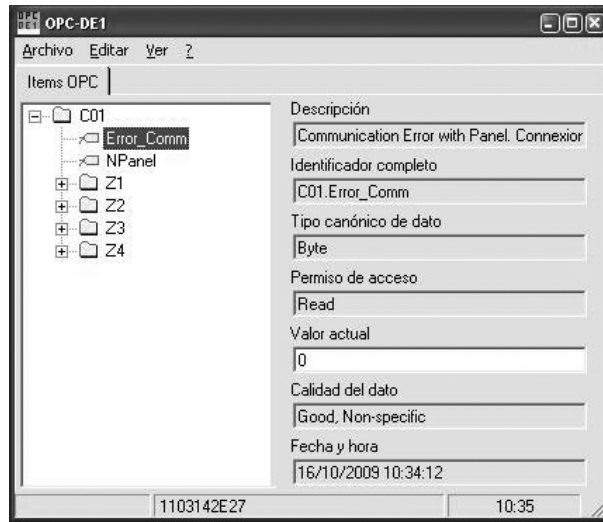 OPC DE1 OPC-DE1
Archivo Editar Ver ?
Items OPC
C01
Error_Comm
NPanel
Z1
Z2
Z3
Z4
Descripción
Communication Error with Panel. Connexior
Identificador completo
C01.Error_Comm
Tipo canónico de dato
Byte
Permiso de acceso
Read
Valor actual
0
Calidad del dato
Good, Non-specific
Fecha y hora
16/10/2009 10:34:12
1103142E27 10:35